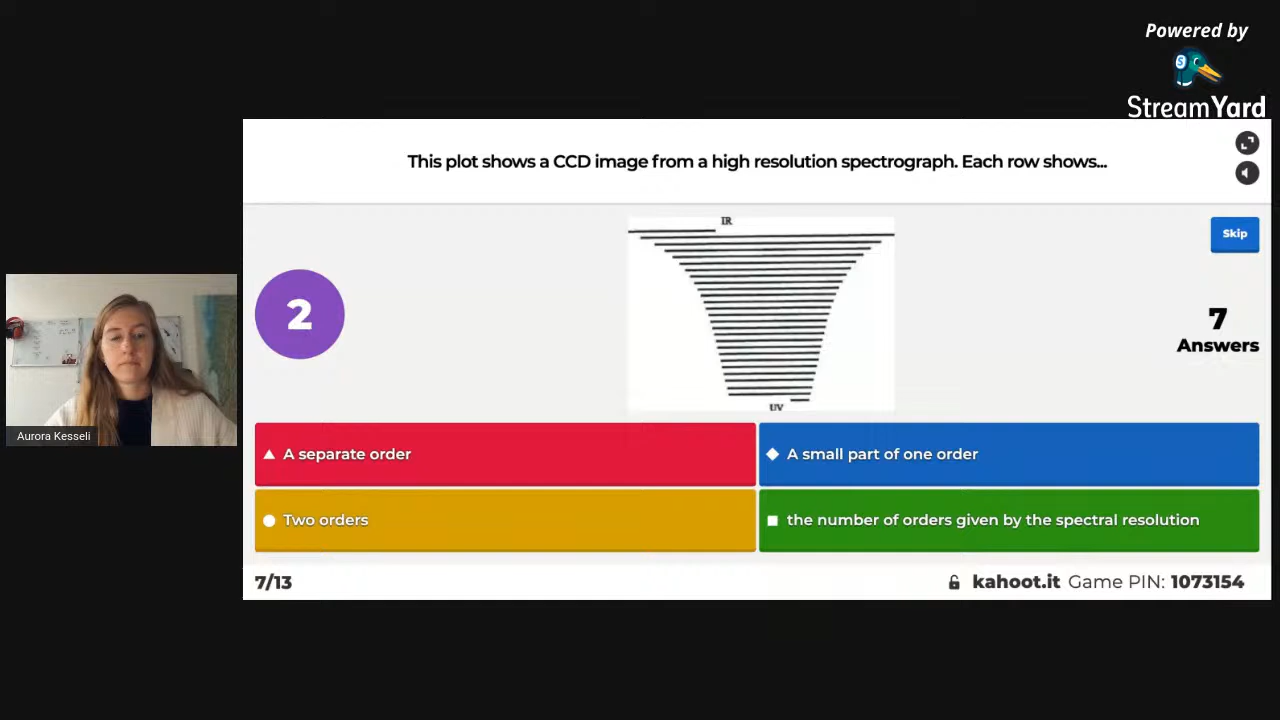 Powered by
StreamYard
This plot shows a CCD image from a high resolution spectrograph. Each row shows...
IR
Skip
2
7
Answers
UV
Aurora Kesseli
A separate order
A small part of one order
Two orders
the number of orders given by the spectral resolution
7/13
kahoot.it Game PIN: 1073154